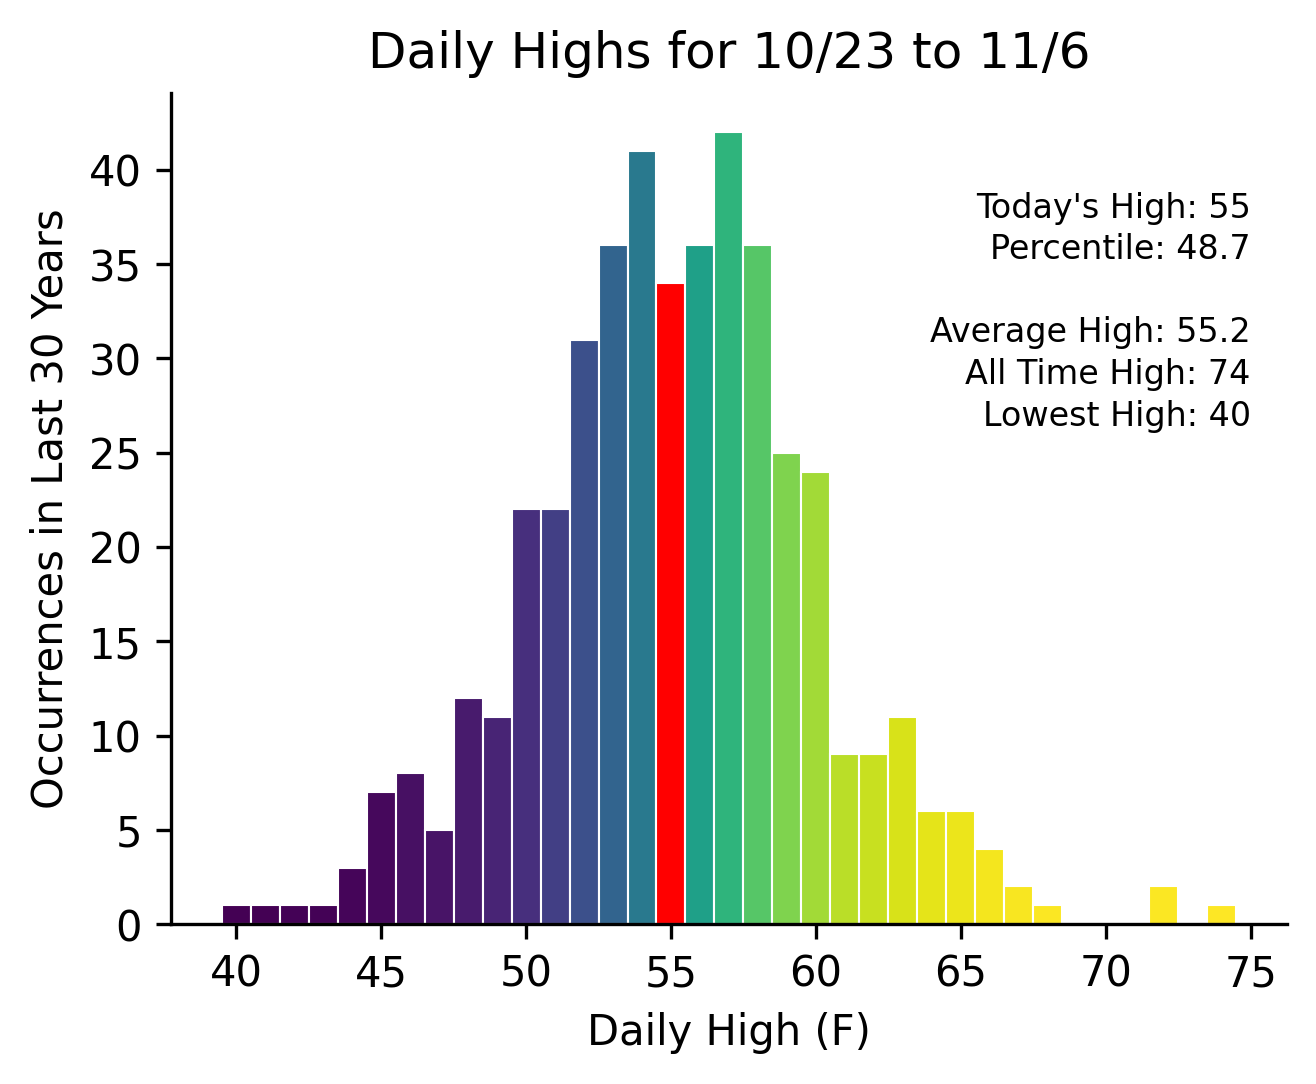 Daily Highs for 10/23 to 11/6
Occurrences in Last 30 Years
40
35
30
25
20
15
10
5
0
Today's High: 55
Percentile: 48.7
Average High: 55.2
All Time High: 74
Lowest High: 40
40 45 50 55 60 65 70 75
Daily High (F)